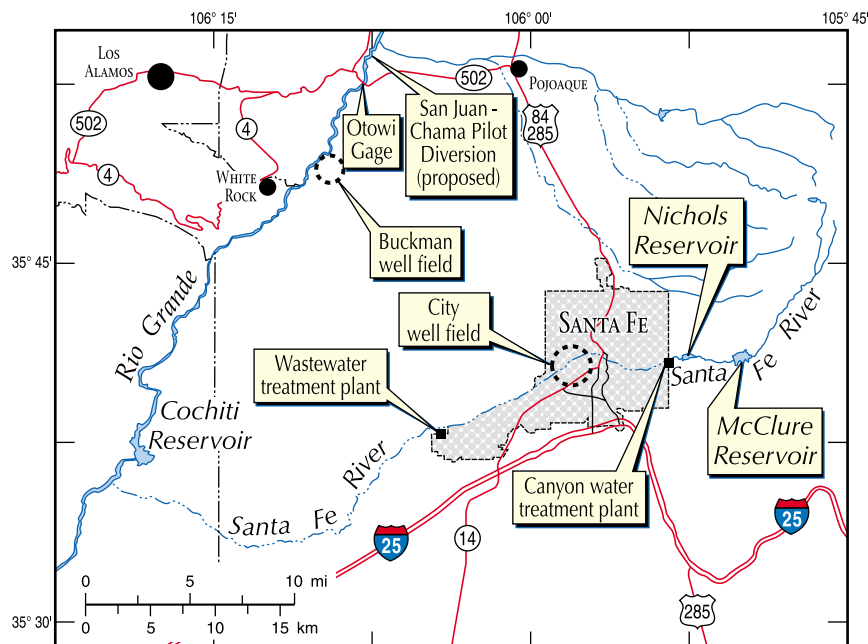 106° 15'
106° 00'
105° 45'
LOS
ALAMOS
502
502
POJOAQUE
84
285
4
4
WHITE
ROCK
Otowi
Gage
San Juan -
Chama Pilot
Diversion
(proposed)
Buckman
well field
Nichols
Reservoir
35° 45'
City
well field
SANTA FE
Rio Grande
Wastewater
treatment plant
Santa Fe River
Cochiti
Reservoir
McClure
Reservoir
Canyon water
treatment plant
Santa Fe River
25
25
14
285
0 5 10 mi
0 5 10 15 km
35° 30'